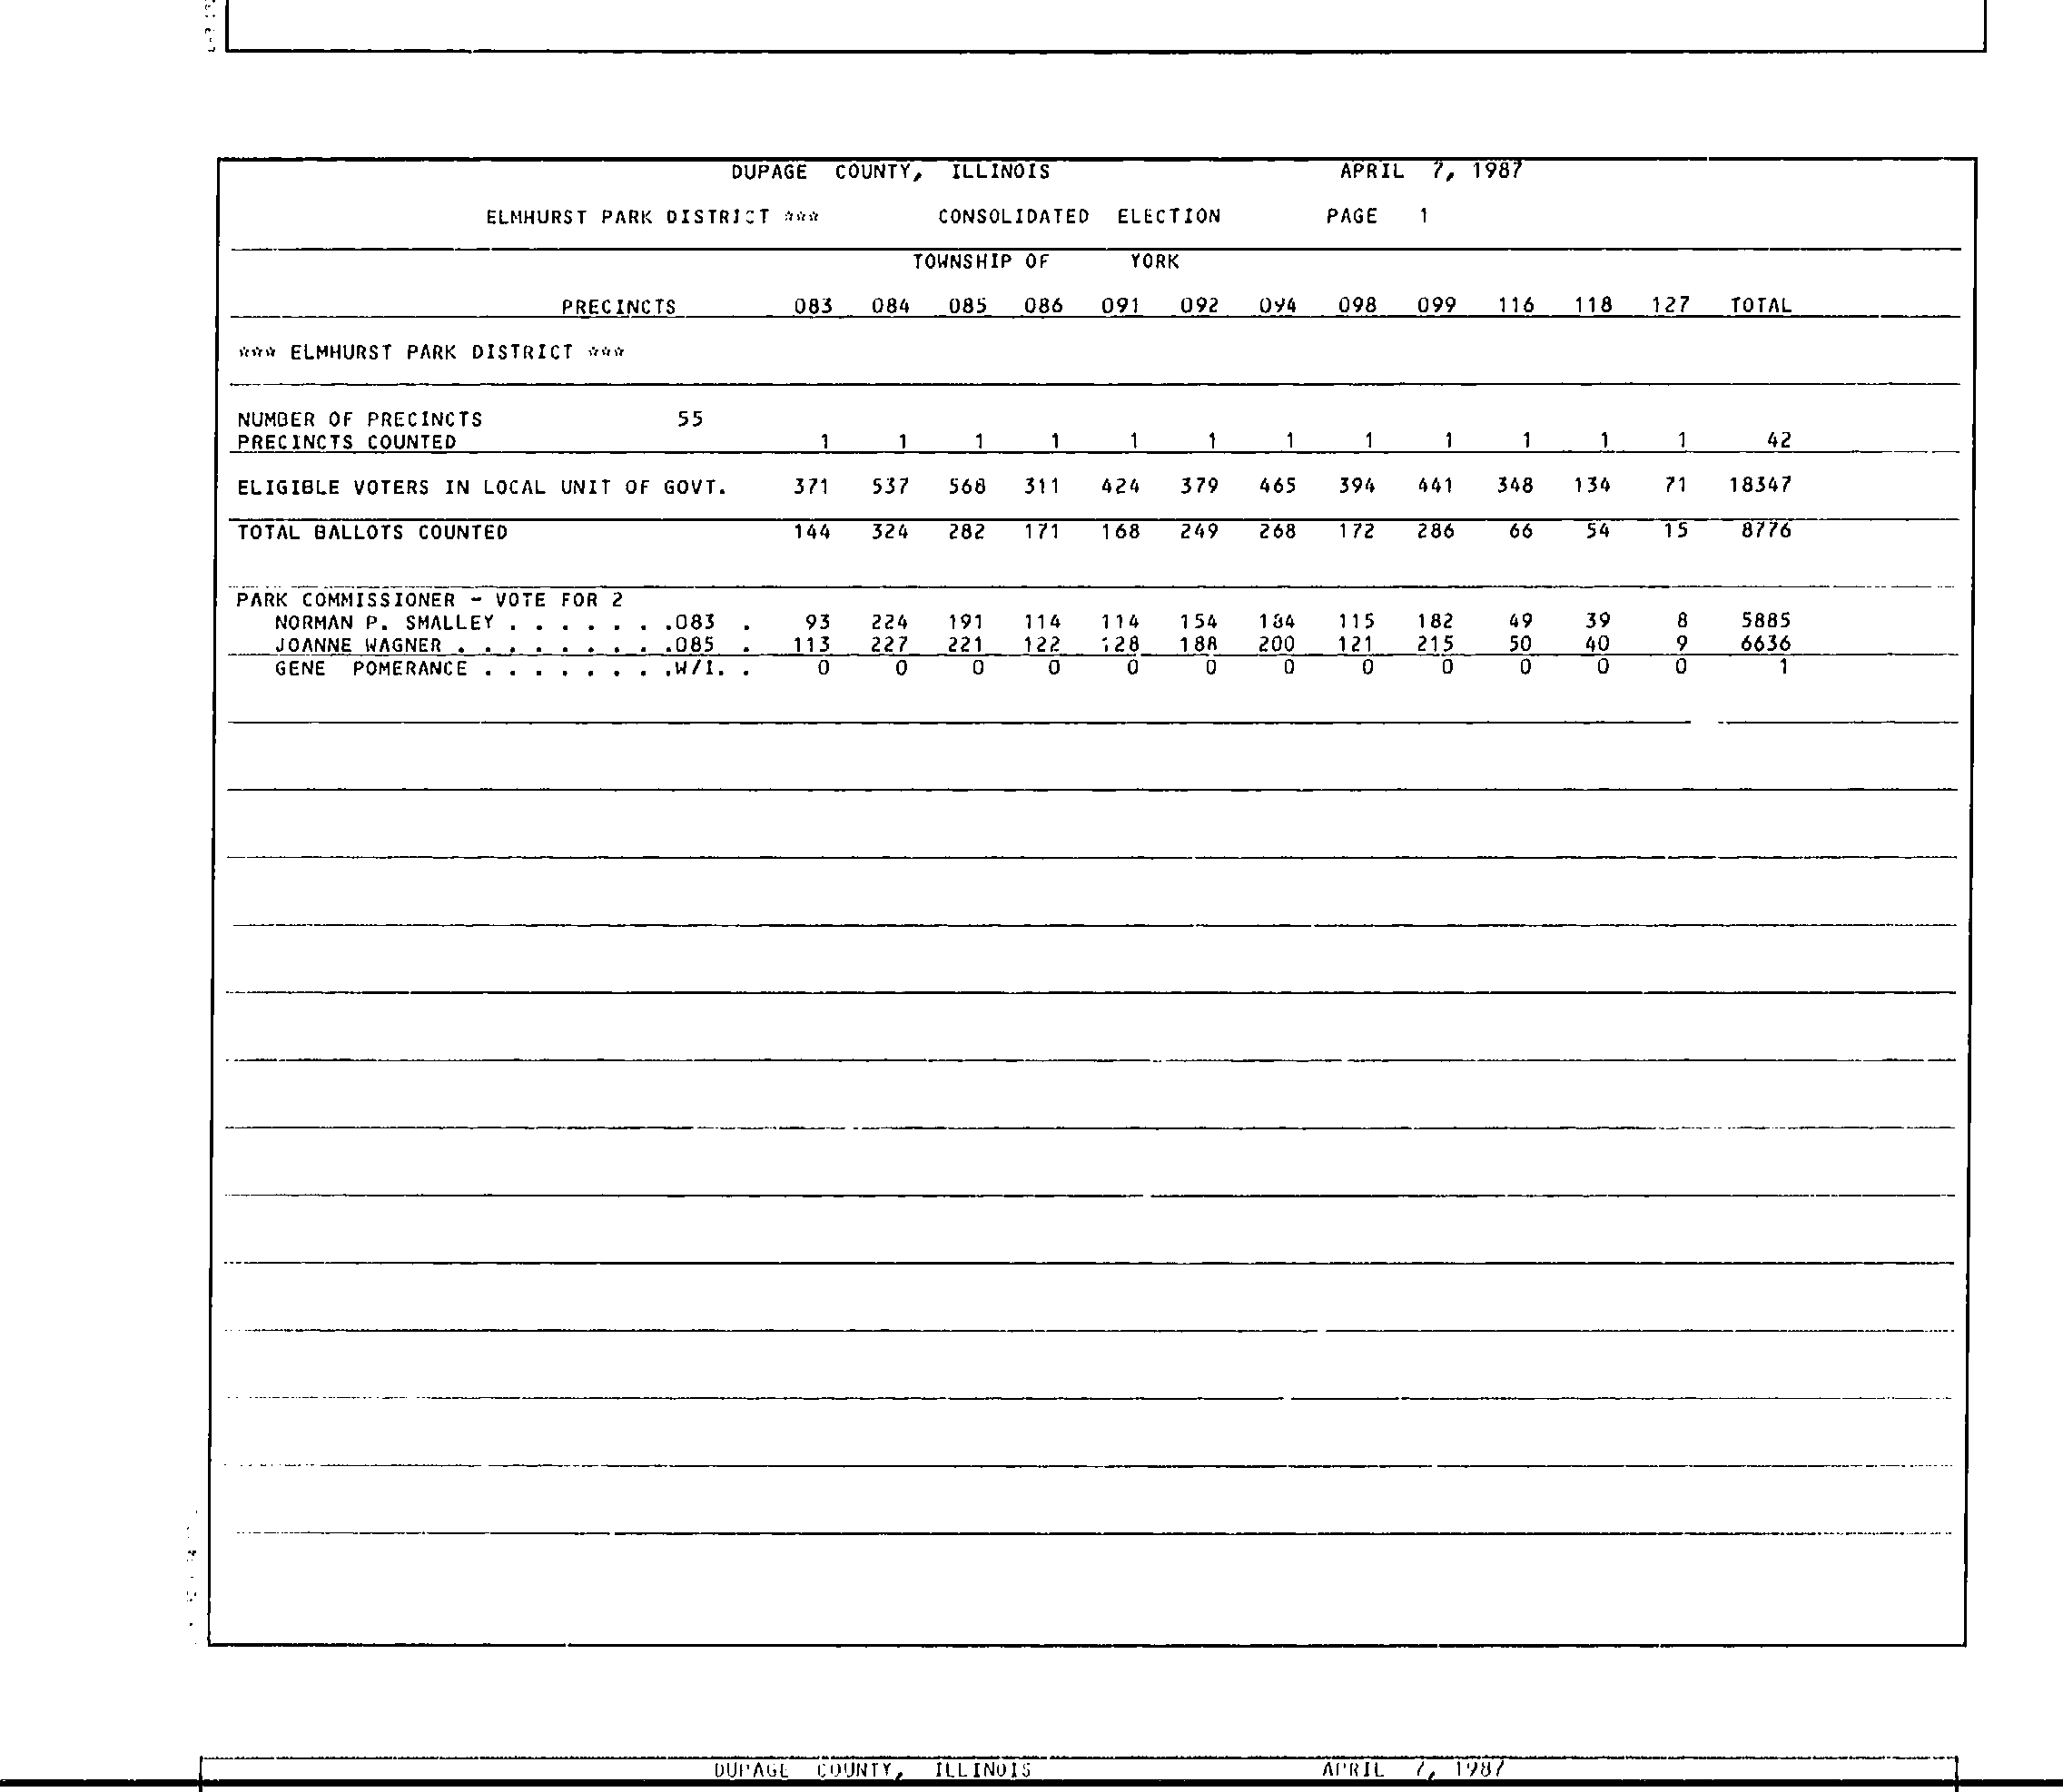 DUPAGE COUNTY, ILLINOIS APRIL 7, 1987
ELMHURST PARK DISTRICT *** CONSOLIDATED ELECTION PAGE 1
TOWNSHIP OF YORK
PRECINCTS 083 084 085 086 091 092 094 098 099 116 118 127 TOTAL
*** ELMHURST PARK DISTRICT ***
NUMBER OF PRECINCTS 55
PRECINCTS COUNTED 1 1 1 1 1 1 1 1 1 1 1 1 42
ELIGIBLE VOTERS IN LOCAL UNIT OF GOVT. 371 537 568 311 424 379 465 394 441 348 134 71 18347
TOTAL BALLOTS COUNTED 144 324 282 171 168 249 268 172 286 66 54 15 8776
PARK COMMISSIONER - VOTE FOR 2
NORMAN P. SMALLEY . . . . . . .083 . 93 224 191 114 114 154 184 115 182 49 39 8 5885
JOANNE WAGNER . . . . . . . . .085 . 113 227 221 122 128 188 200 121 215 50 40 9 6636
GENE POMERANCE . . . . . . . .W/I. . 0 0 0 0 0 0 0 0 0 0 0 0 1
DUPAGE COUNTY, ILLINOIS APRIL 7, 1987